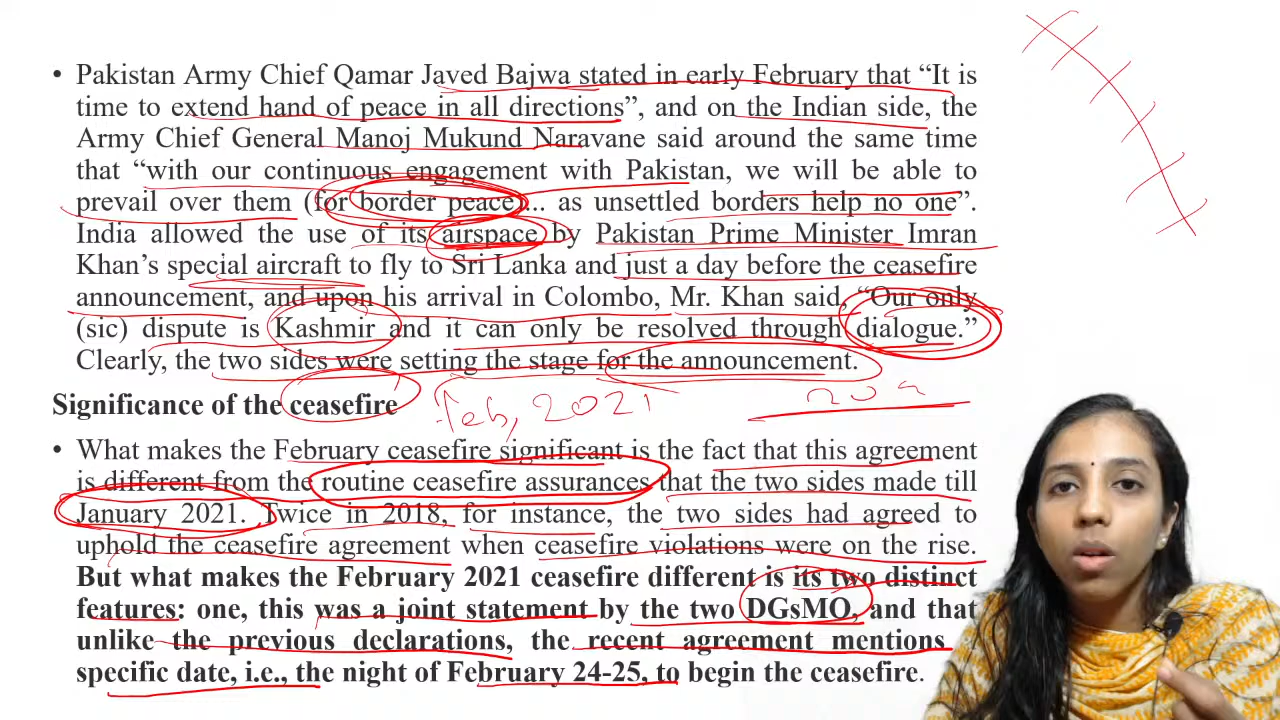 • Pakistan Army Chief Qamar Javed Bajwa stated in early February that “It is
time to extend hand of peace in all directions”, and on the Indian side, the
Army Chief General Manoj Mukund Naravane said around the same time
that “with our continuous engagement with Pakistan, we will be able to
prevail over them (for border peace ... as unsettled borders help no one”.
India allowed the use of its airspace by Pakistan Prime Minister Imran
Khan’s special aircraft to fly to Sri Lanka and just a day before the ceasefire
announcement, and upon his arrival in Colombo, Mr. Khan said, “Our only
(sic) dispute is Kashmir and it can only be resolved through dialogue.”
Clearly, the two sides were setting the stage for the announcement.
Significance of the ceasefire
Feb, 2021
• What makes the February ceasefire significant is the fact that this agreement
is different from the routine ceasefire assurances that the two sides made till
January 2021. Twice in 2018, for instance, the two sides had agreed to
uphold the ceasefire agreement when ceasefire violations were on the rise.
But what makes the February 2021 ceasefire different is its two distinct
features: one, this was a joint statement by the two DGsMO, and that
unlike the previous declarations, the recent agreement mentions
specific date, i.e., the night of February 24-25, to begin the ceasefire.